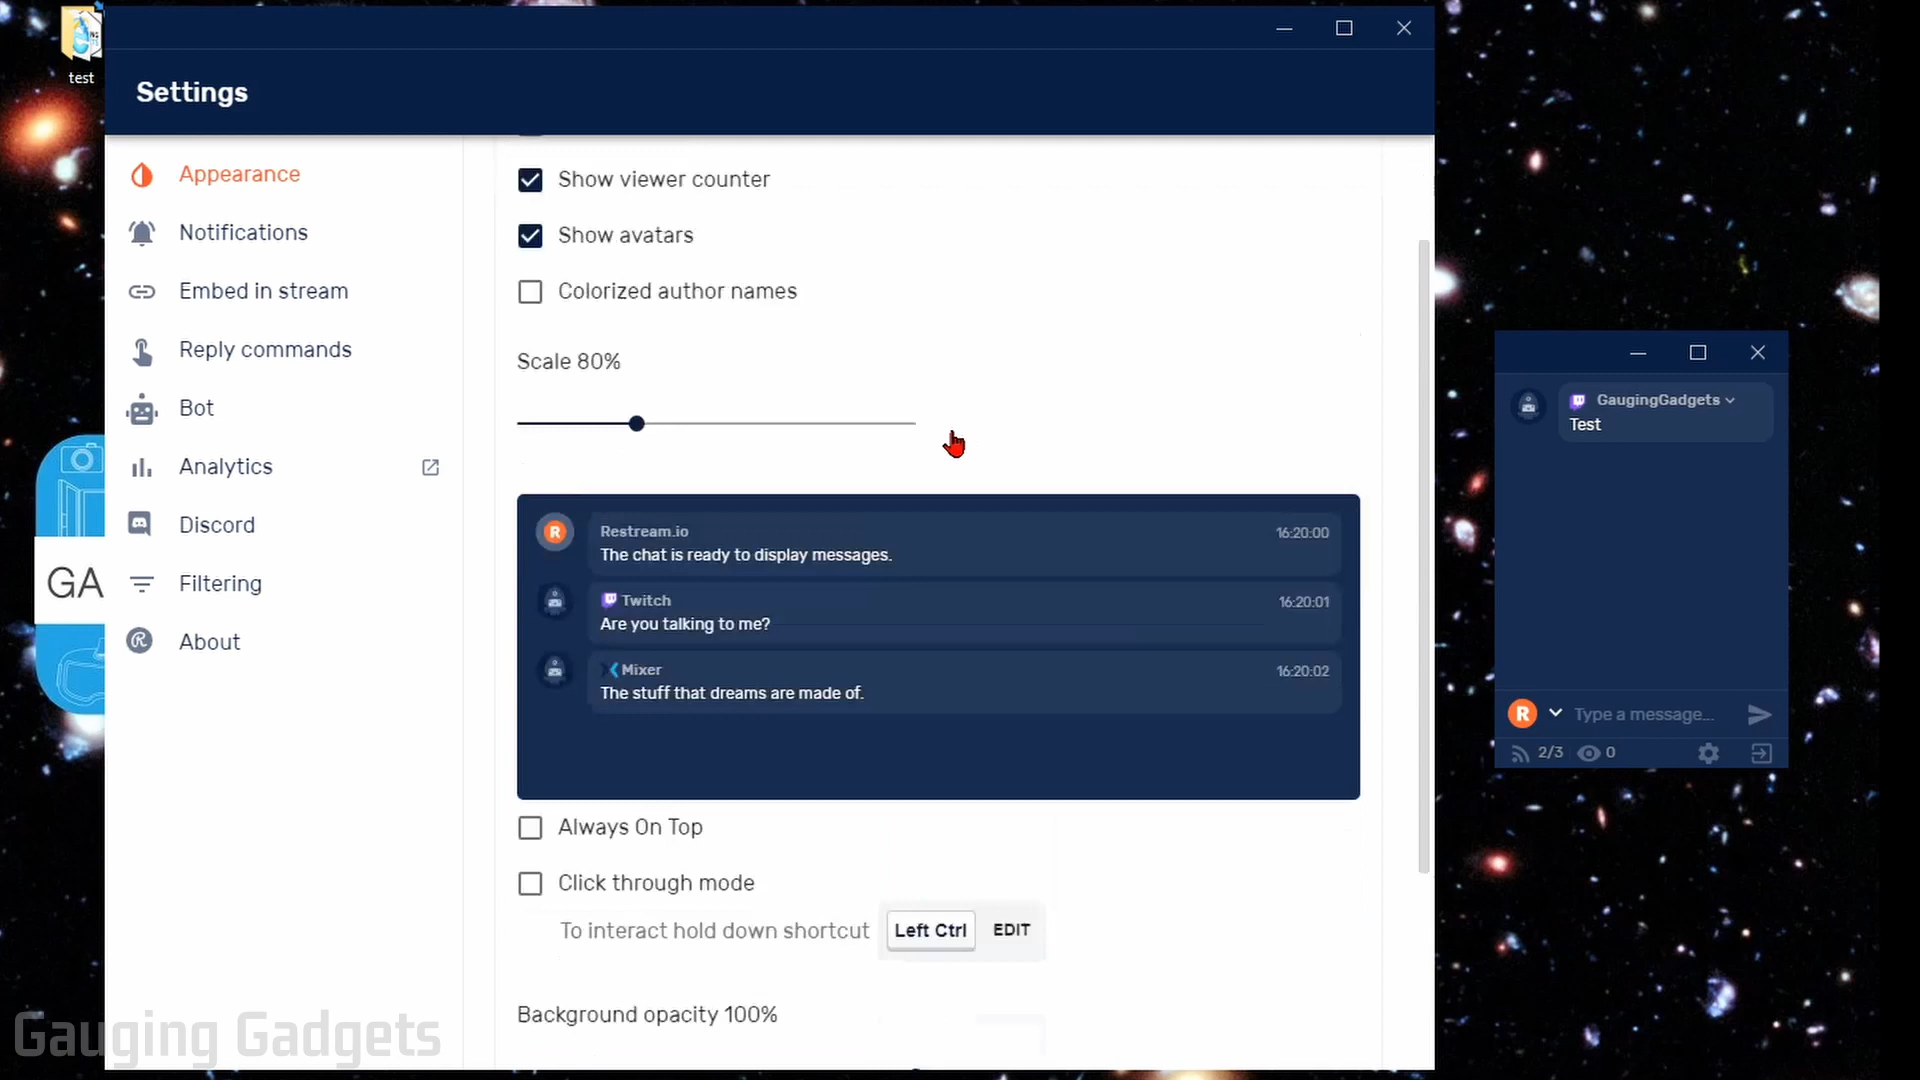 test
Settings
Appearance
Notifications
Embed in stream
Reply commands
Bot
Analytics
Discord
Filtering
About
GA
Show viewer counter
Show avatars
Colorized author names
Scale 80%
R
Restream.io
16:20:00
The chat is ready to display messages.
Twitch
16:20:01
Are you talking to me?
Mixer
16:20:02
The stuff that dreams are made of.
Always On Top
Click through mode
To interact hold down shortcut Left Ctrl EDIT
Background opacity 100%
GaugingGadgets
Test
R Type a message...
2/3 0
Gauging Gadgets